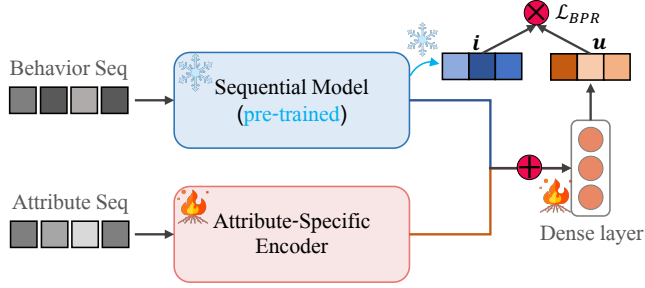 Behavior Seq
Sequential Model
(pre-trained)
i
u
ℒ_BPR
Attribute Seq
Attribute-Specific
Encoder
Dense layer